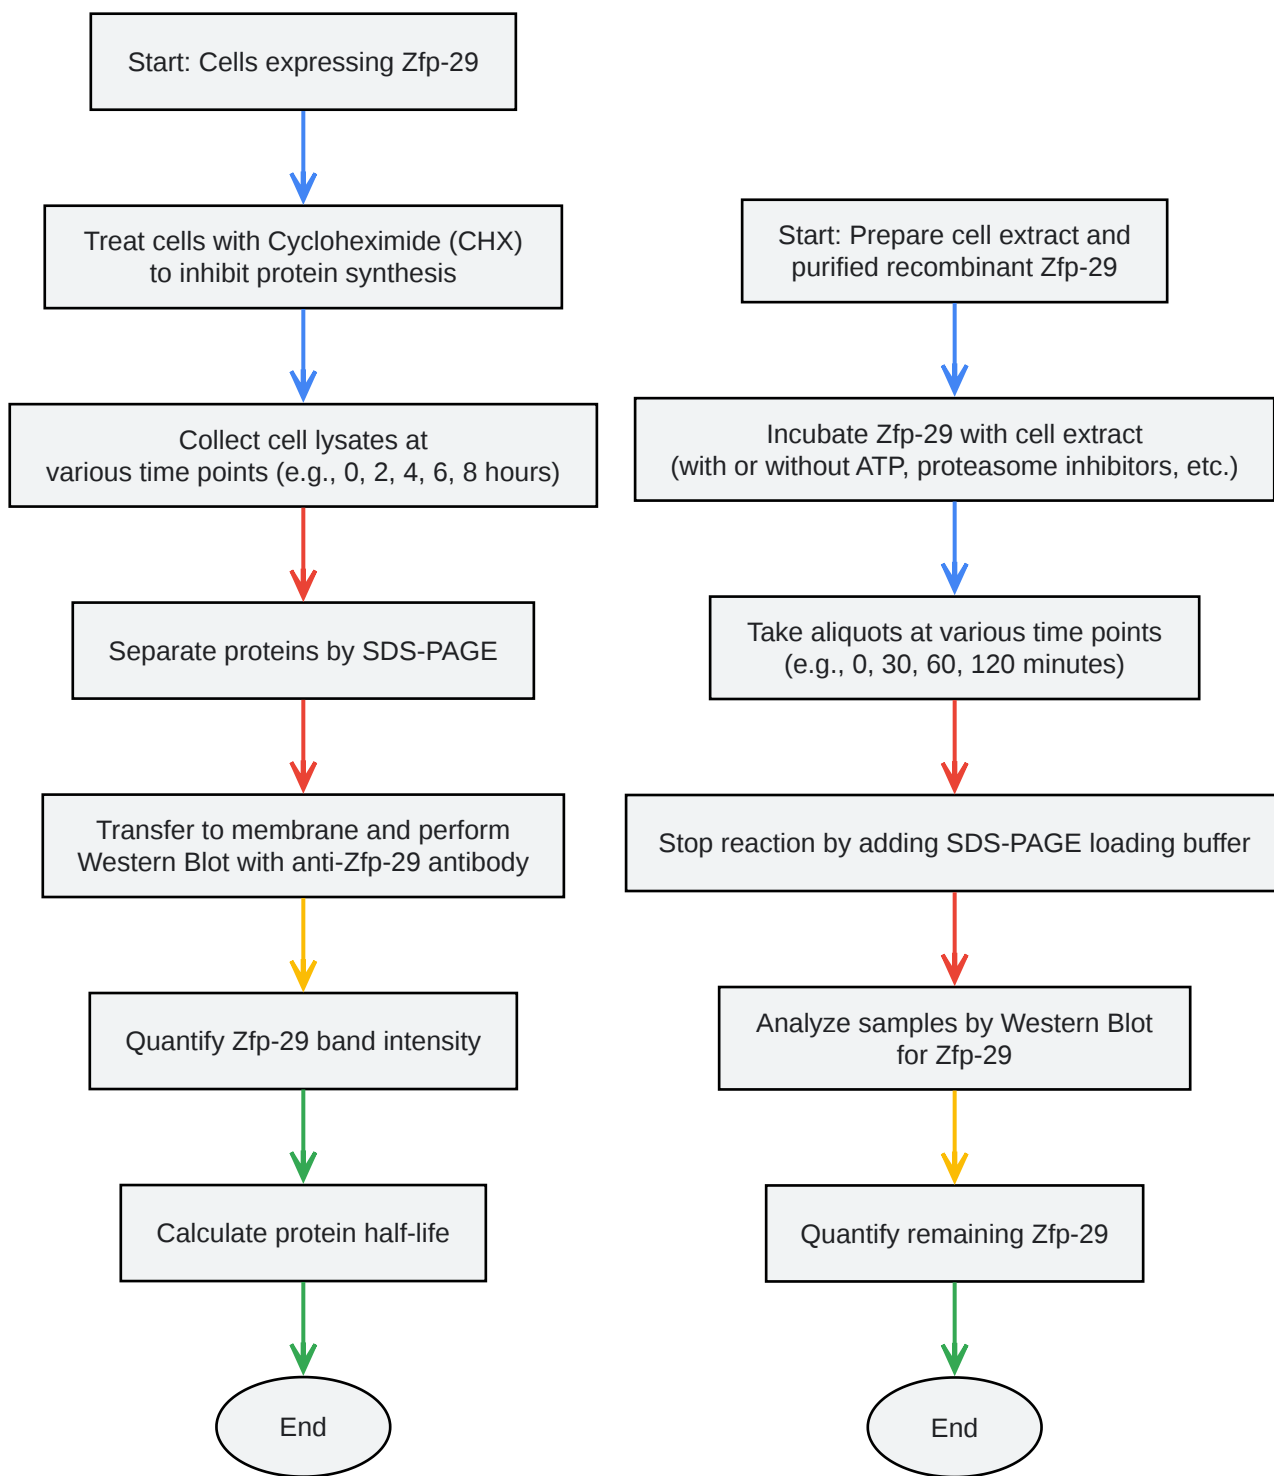 Start: Cells expressing Zfp-29
Treat cells with Cycloheximide (CHX)
to inhibit protein synthesis
Collect cell lysates at
various time points (e.g., 0, 2, 4, 6, 8 hours)
Separate proteins by SDS-PAGE
Transfer to membrane and perform
Western Blot with anti-Zfp-29 antibody
Quantify Zfp-29 band intensity
Calculate protein half-life
End
Start: Prepare cell extract and
purified recombinant Zfp-29
Incubate Zfp-29 with cell extract
(with or without ATP, proteasome inhibitors, etc.)
Take aliquots at various time points
(e.g., 0, 30, 60, 120 minutes)
Stop reaction by adding SDS-PAGE loading buffer
Analyze samples by Western Blot
for Zfp-29
Quantify remaining Zfp-29
End